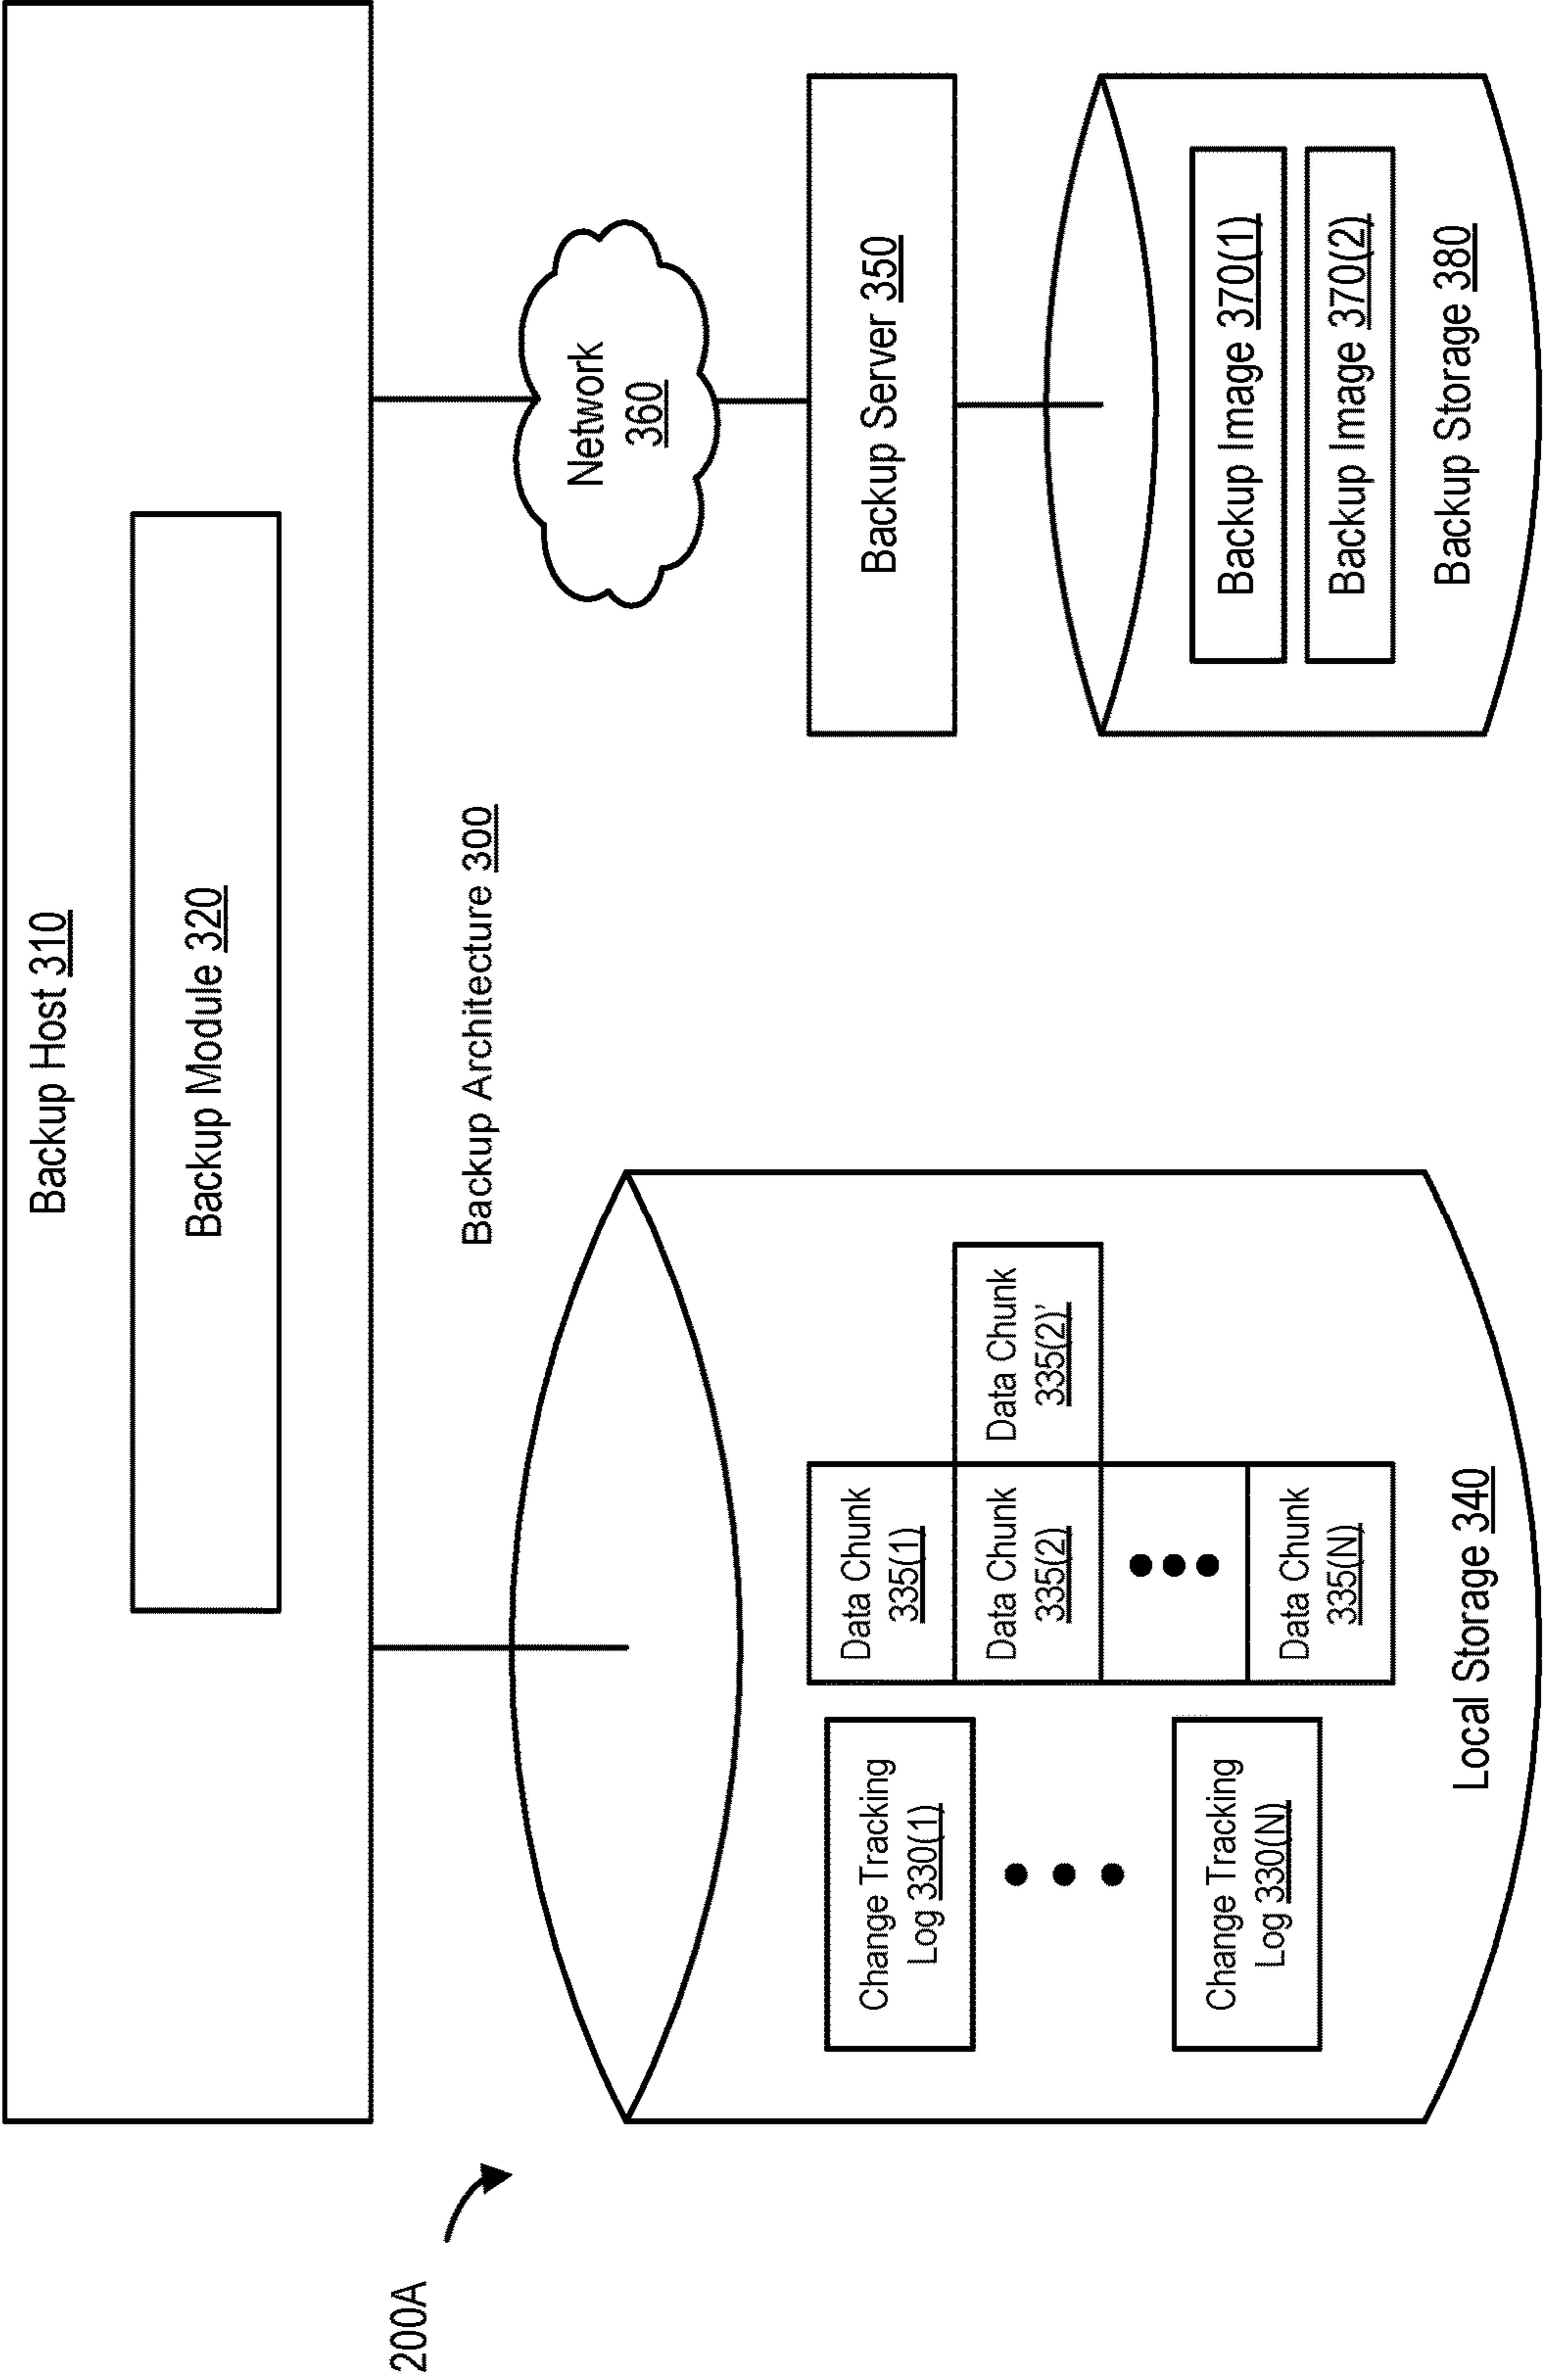 200A
Backup Host 310
Backup Module 320
Backup Architecture 300
Change Tracking
Log 330(1)
Change Tracking
Log 330(N)
Data Chunk
335(1)
Data Chunk
335(2)
Data Chunk
335(2)'
Data Chunk
335(N)
Local Storage 340
Network
360
Backup Server 350
Backup Image 370(1)
Backup Image 370(2)
Backup Storage 380